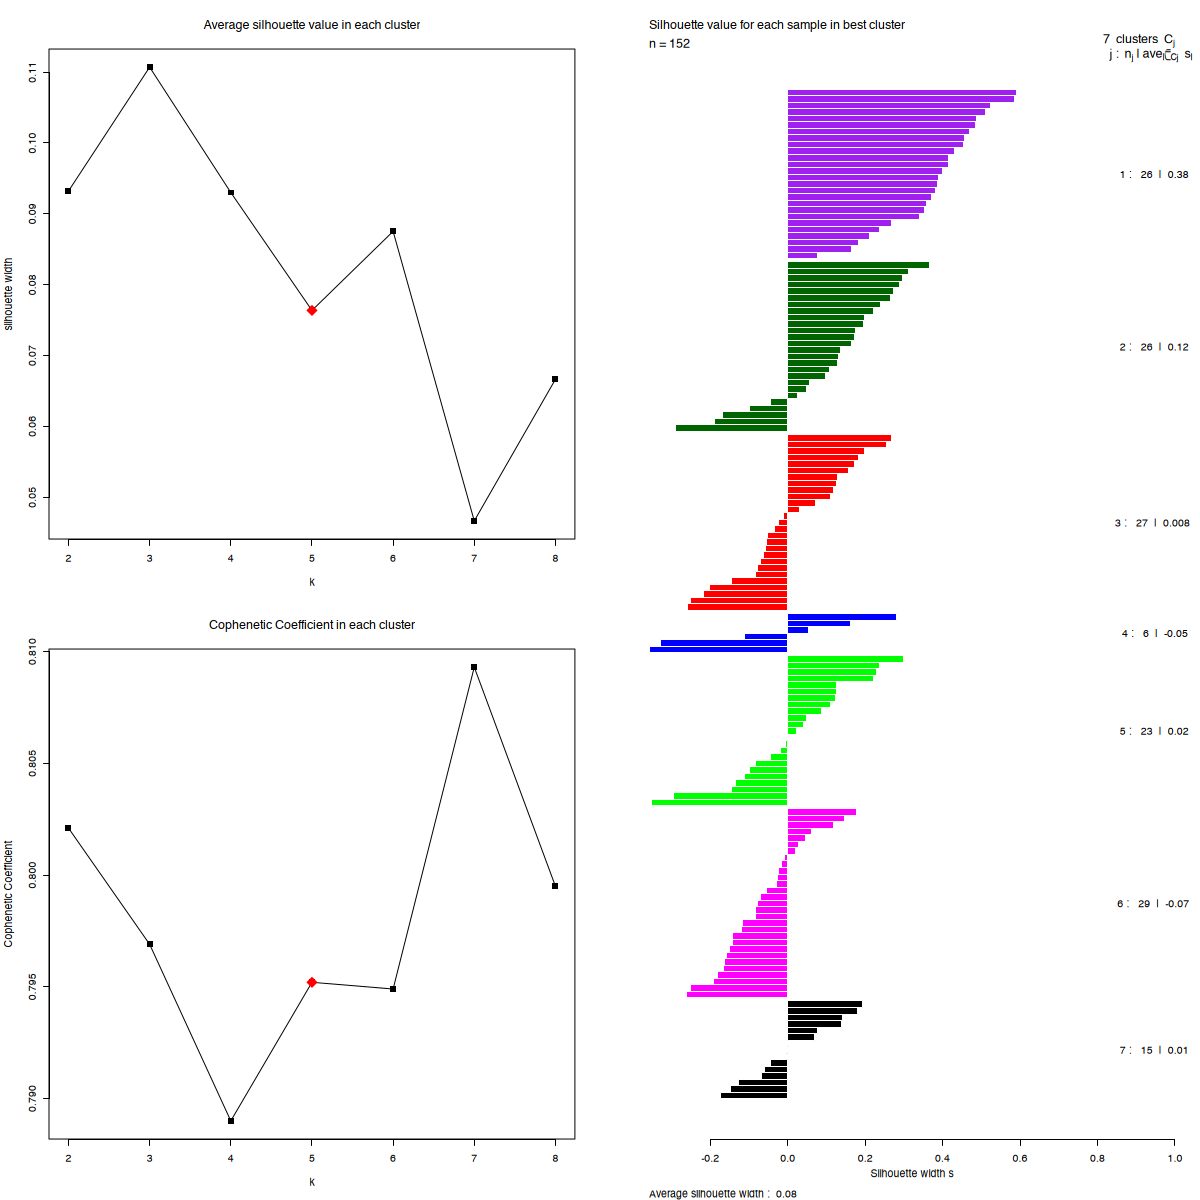 Average silhouette value in each cluster
0.11
0.10
0.09
0.08
0.07
0.06
0.05
silhouette width
2 3 4 5 6 7 8
k
Cophenetic Coefficient in each cluster
0.810
0.805
0.800
0.795
0.790
Cophenetic Coefficient
2 3 4 5 6 7 8
k
Silhouette value for each sample in best cluster
n = 152
7 clusters Cj
j : nj | ave i∈Cj si
1 : 26 | 0.38
2 : 26 | 0.12
3 : 27 | 0.008
4 : 6 | -0.05
5 : 23 | 0.02
6 : 29 | -0.07
7 : 15 | 0.01
-0.2 0.0 0.2 0.4 0.6 0.8 1.0
Silhouette width s
Average silhouette width : 0.08